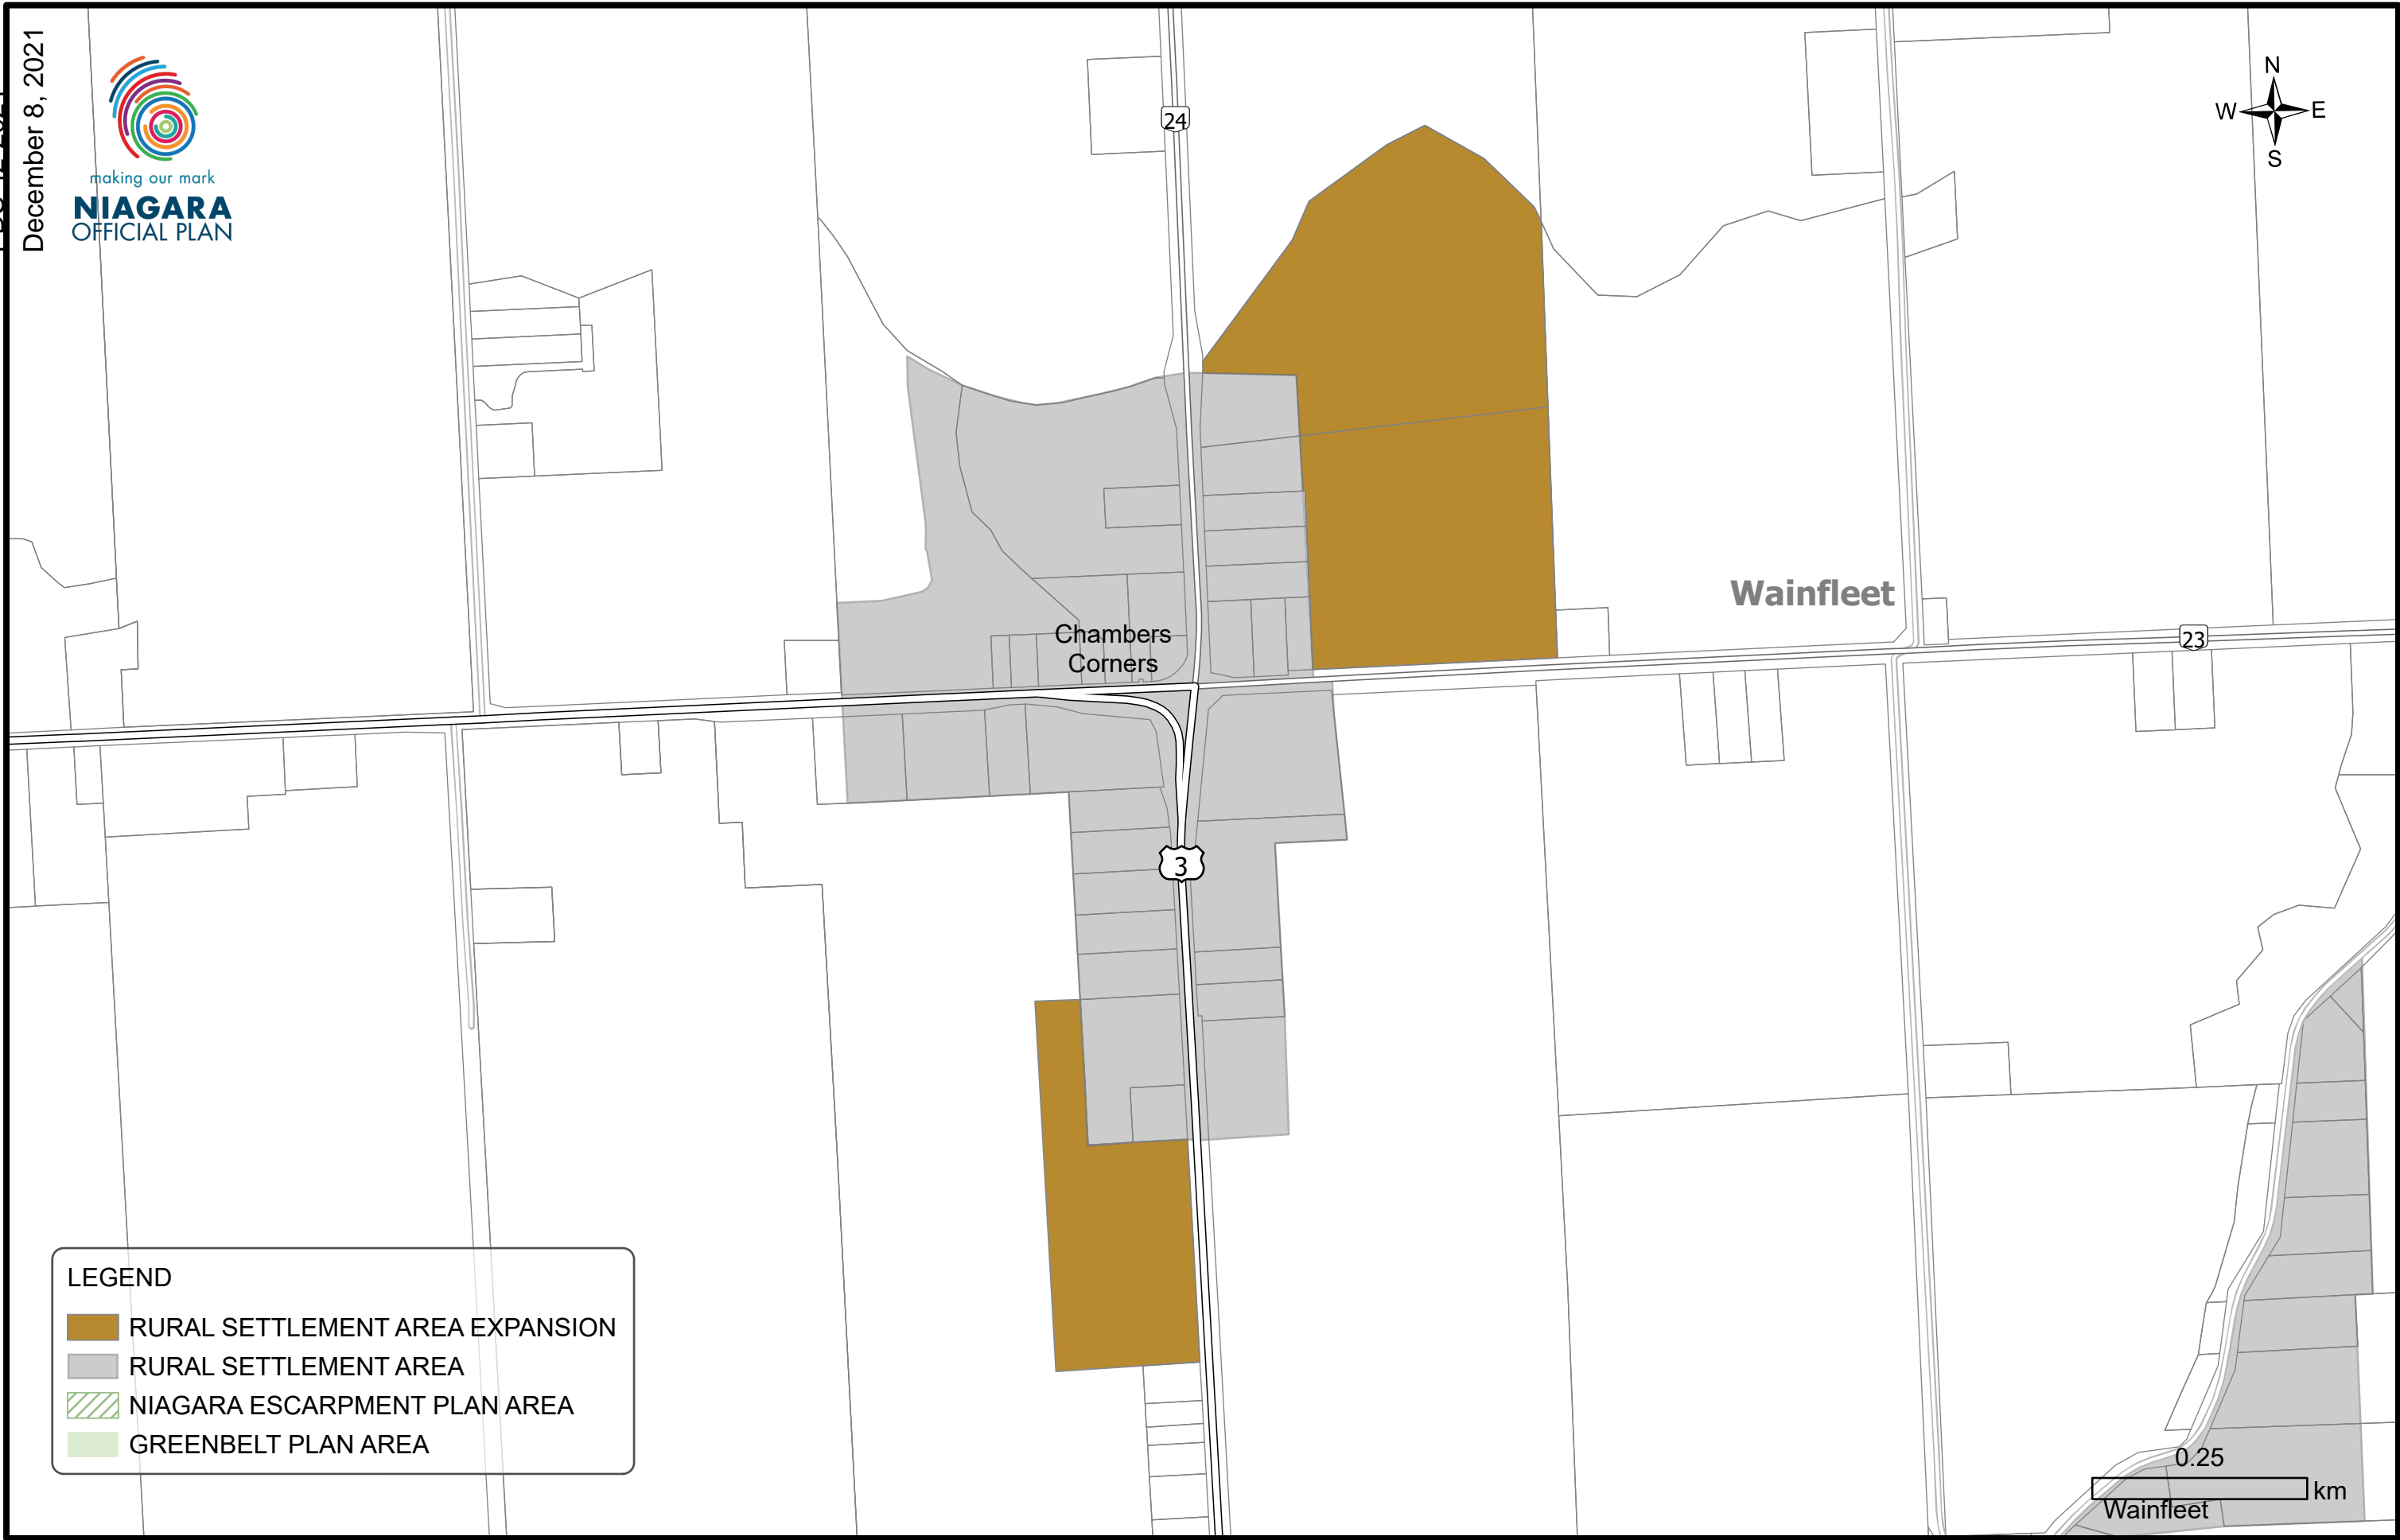 December 8, 2021
making our mark
NIAGARA
OFFICIAL PLAN
N
W E
S
24
Wainfleet
Chambers
Corners
23
3
LEGEND
RURAL SETTLEMENT AREA EXPANSION
RURAL SETTLEMENT AREA
NIAGARA ESCARPMENT PLAN AREA
GREENBELT PLAN AREA
0.25
km
Wainfleet